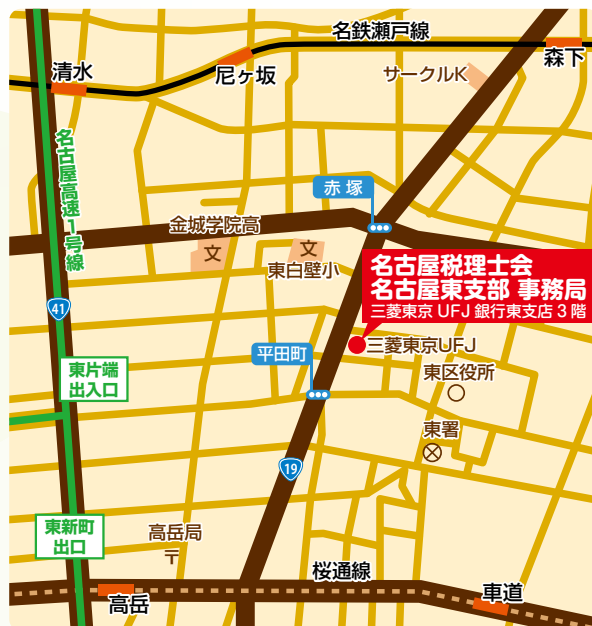 名鉄瀬戸線
森下
清水
尼ヶ坂
サークルK
名古屋高速1号線
赤塚
金城学院高
文
文
東白壁小
名古屋税理士会
名古屋東支部 事務局
三菱東京UFJ銀行東支店3階
41
三菱東京UFJ
平田町
東片端
出入口
東区役所
東署
19
東新町
出口
高岳局
〒
桜通線
高岳
車道